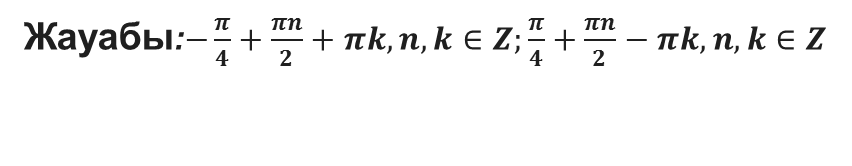 Жауабы:−π/4 + πn/2 + πk, n, k ∈ Z; π/4 + πn/2 − πk, n, k ∈ Z